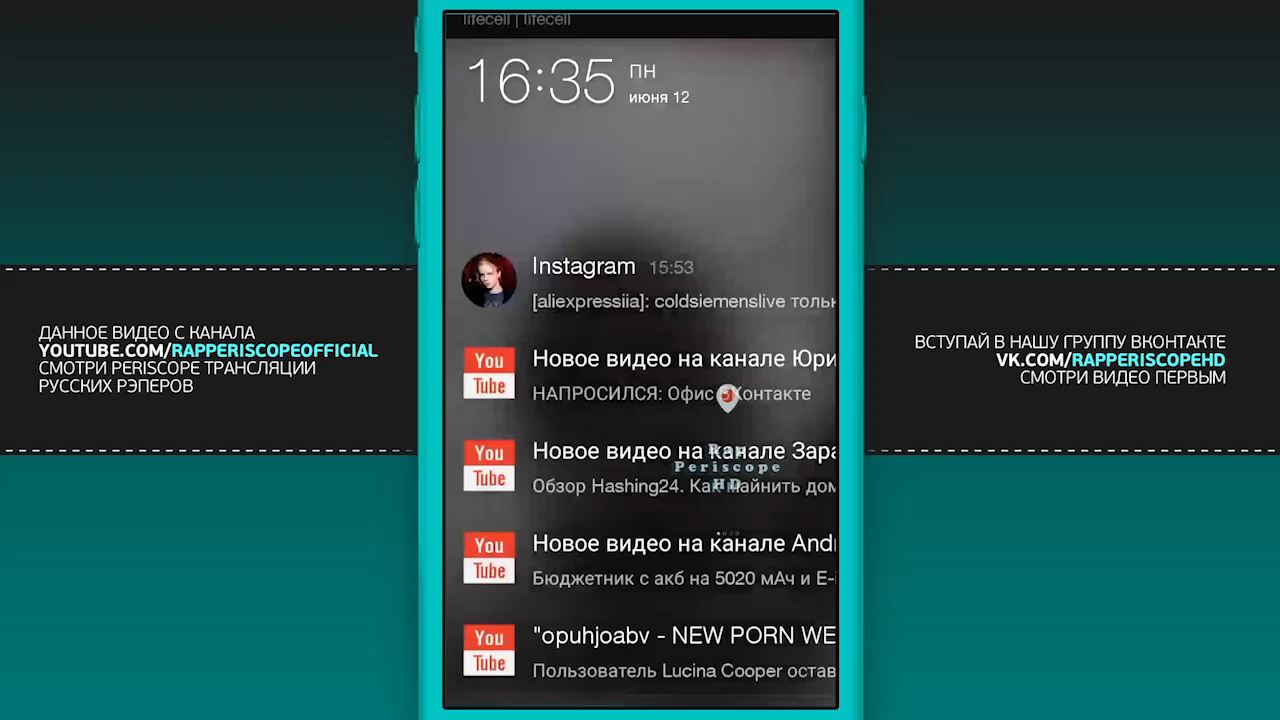 lifecell | lifecell
16:35
ПН
июня 12
Instagram 15:53
[aliexpressiia]: coldsiemenslive тольк
You
Tube
Новое видео на канале Юри
НАПРОСИЛСЯ: Офис ВКонтакте
You
Tube
Новое видео на канале Зара
Обзор Hashing24. Как майнить дом
You
Tube
Новое видео на канале Andr
Бюджетник с акб на 5020 мАч и E-
You
Tube
"opuhjoabv - NEW PORN WE
Пользователь Lucina Cooper остав
Rap
Periscope
HD
ДАННОЕ ВИДЕО С КАНАЛА
YOUTUBE.COM/RAPPERISCOPEOFFICIAL
СМОТРИ PERISCOPE ТРАНСЛЯЦИИ
РУССКИХ РЭПЕРОВ
ВСТУПАЙ В НАШУ ГРУППУ ВКОНТАКТЕ
VK.COM/RAPPERISCOPEHD
СМОТРИ ВИДЕО ПЕРВЫМ